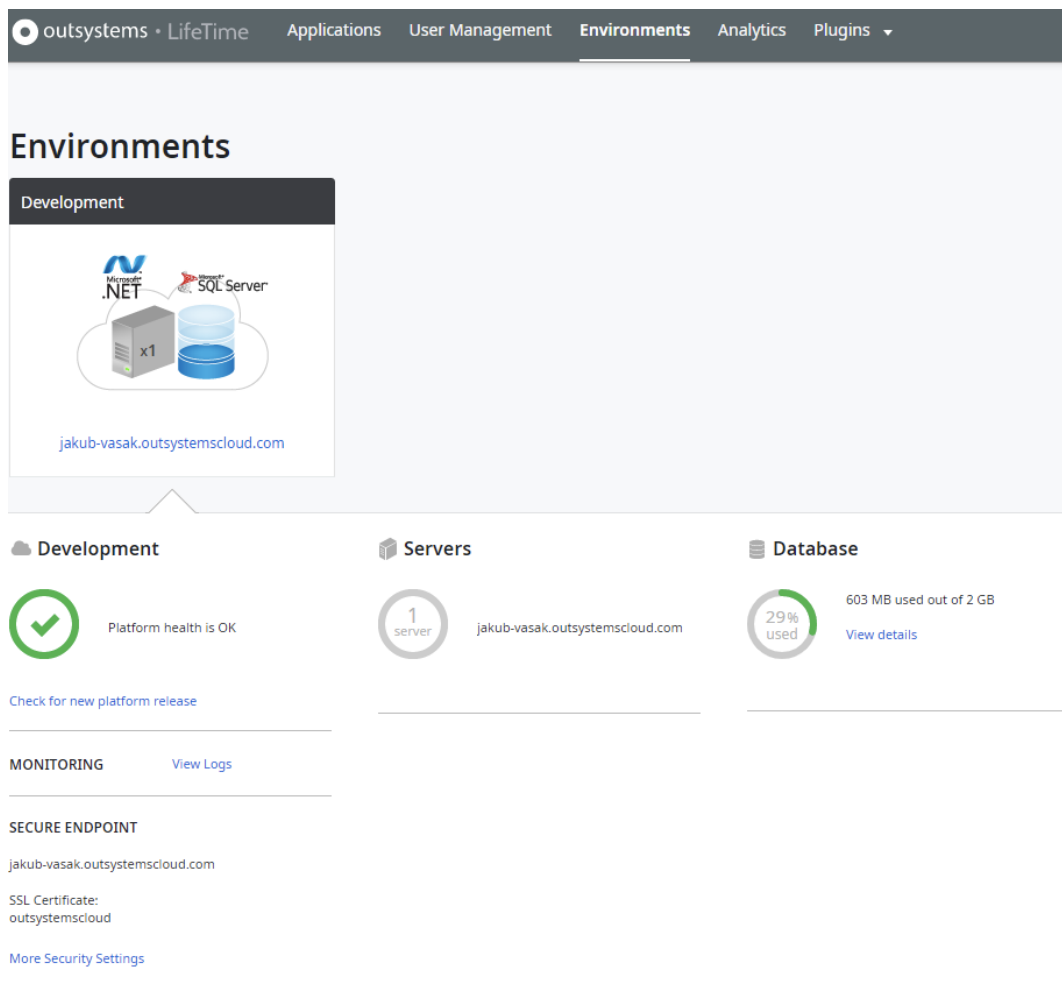 outsystems · LifeTime Applications User Management Environments Analytics Plugins
Environments
Development
Microsoft
.NET
Microsoft
SQL Server
x1
jakub-vasak.outsystemscloud.com
Development
Platform health is OK
Check for new platform release
MONITORING View Logs
SECURE ENDPOINT
jakub-vasak.outsystemscloud.com
SSL Certificate:
outsystemscloud
More Security Settings
Servers
1
server
jakub-vasak.outsystemscloud.com
Database
29%
used
603 MB used out of 2 GB
View details